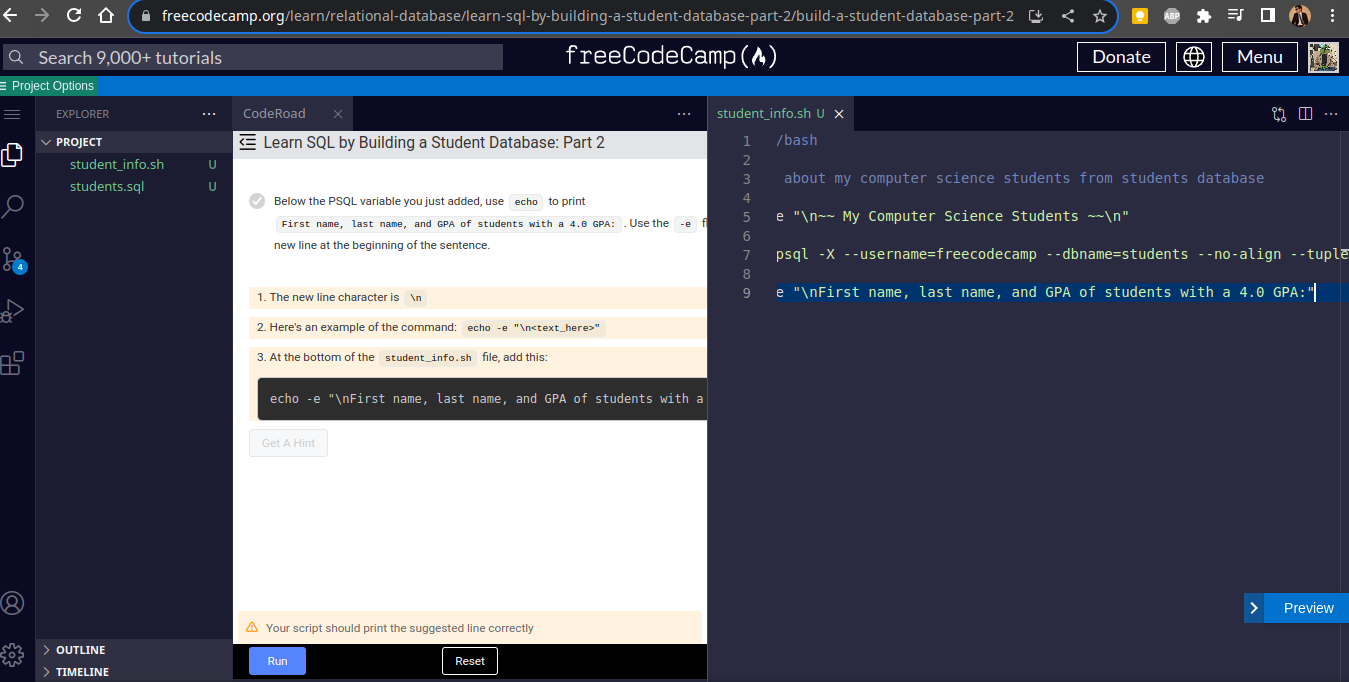 freecodecamp.org/learn/relational-database/learn-sql-by-building-a-student-database-part-2/build-a-student-database-part-2
ABP
Search 9,000+ tutorials
freeCodeCamp
Donate
Menu
Project Options
EXPLORER
PROJECT
student_info.sh U
students.sql U
4
OUTLINE
TIMELINE
CodeRoad
Learn SQL by Building a Student Database: Part 2
Below the PSQL variable you just added, use echo to print
First name, last name, and GPA of students with a 4.0 GPA: . Use the -e fl
new line at the beginning of the sentence.
1. The new line character is \n
2. Here's an example of the command: echo -e "\n<text_here>"
3. At the bottom of the student_info.sh file, add this:
echo -e "\nFirst name, last name, and GPA of students with a
Get A Hint
Your script should print the suggested line correctly
Run
Reset
student_info.sh U
1 /bash
2
3 about my computer science students from students database
4
5 e "\n~~ My Computer Science Students ~~\n"
6
7 psql -X --username=freecodecamp --dbname=students --no-align --tuple
8
9 e "\nFirst name, last name, and GPA of students with a 4.0 GPA:"
Preview